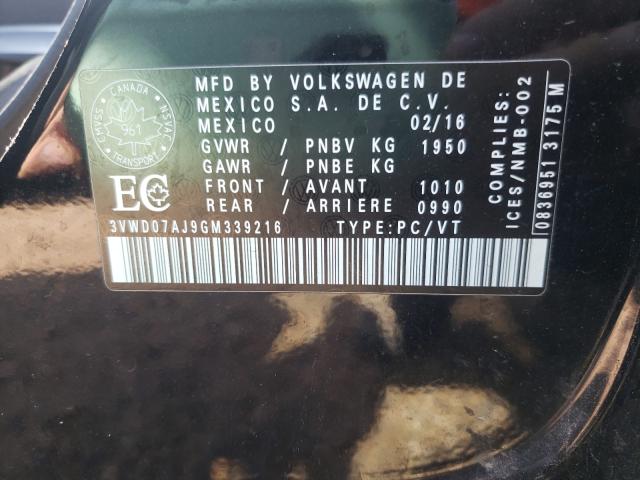 MFD BY VOLKSWAGEN DE
MEXICO S.A. DE C.V.
MEXICO 02/16
GVWR / PNBV KG 1950
GAWR / PNBE KG
FRONT / AVANT 1010
REAR / ARRIERE 0990
3VWD07AJ9GM339216 TYPE:PC/VT
CANADA
CMVSS
NSVAC
961
TRANSPORT
EC
COMPLIES:
ICES/NMB-002
0836951 3175 M